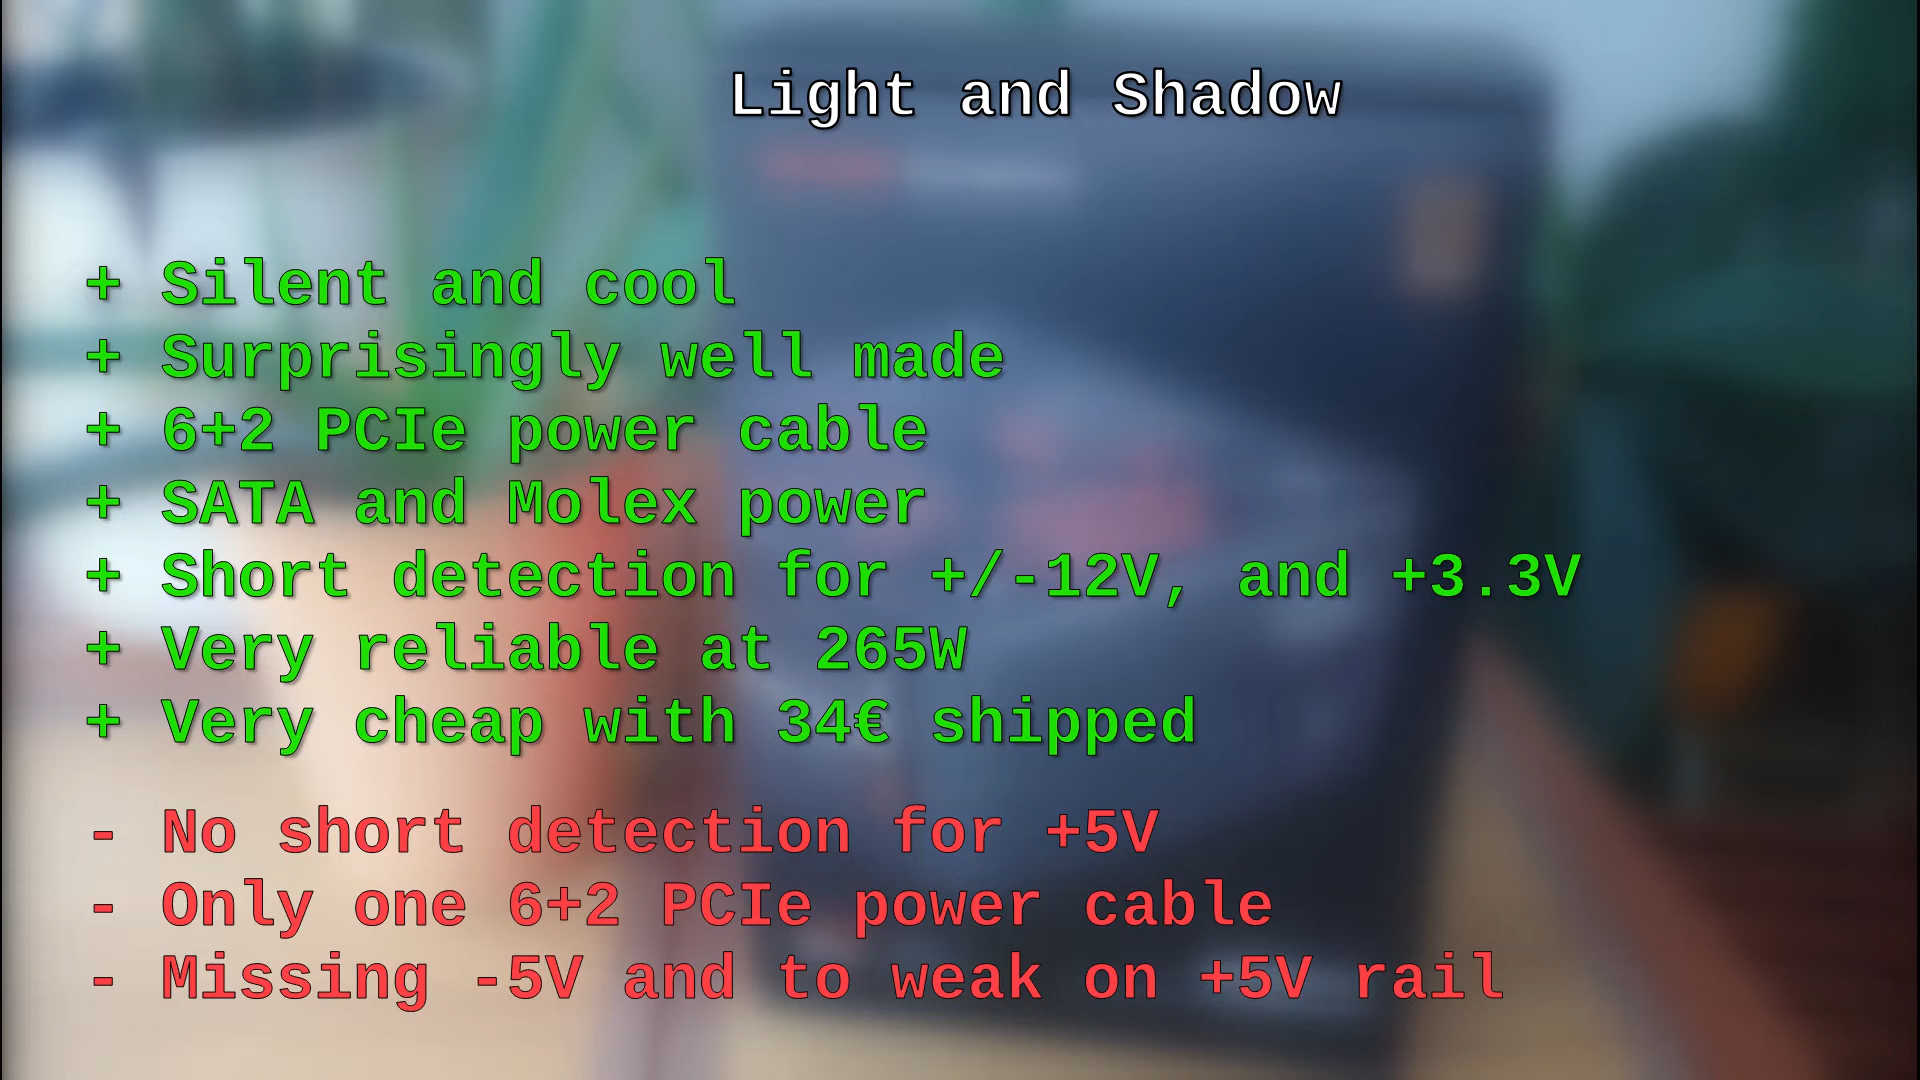 Light and Shadow
+ Silent and cool
+ Surprisingly well made
+ 6+2 PCIe power cable
+ SATA and Molex power
+ Short detection for +/-12V, and +3.3V
+ Very reliable at 265W
+ Very cheap with 34€ shipped
- No short detection for +5V
- Only one 6+2 PCIe power cable
- Missing -5V and to weak on +5V rail